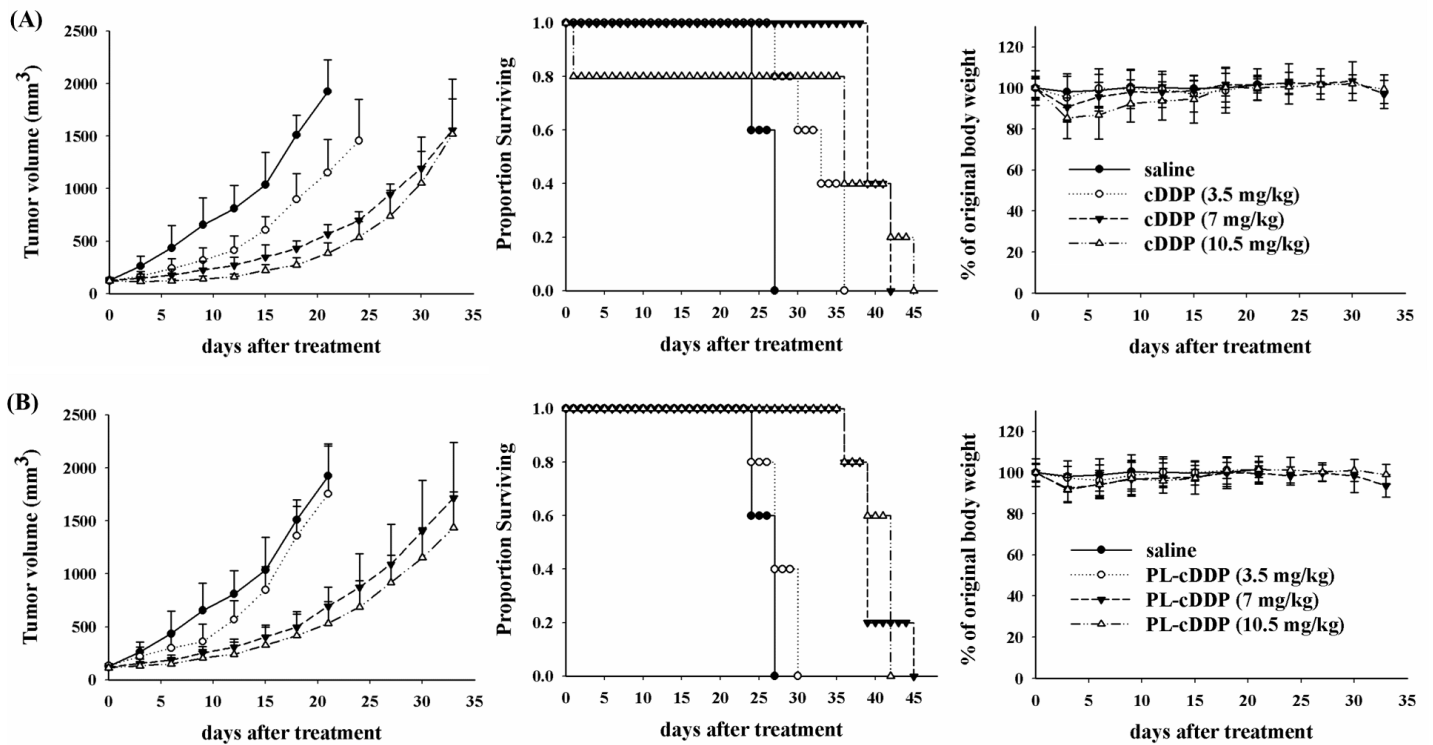 (A)
Tumor volume (mm3)
2500
2000
1500
1000
500
0
0 5 10 15 20 25 30 35
days after treatment
Proportion Surviving
1.0
0.8
0.6
0.4
0.2
0.0
0 5 10 15 20 25 30 35 40 45
days after treatment
% of original body weight
120
100
80
60
40
20
0
saline
cDDP (3.5 mg/kg)
cDDP (7 mg/kg)
cDDP (10.5 mg/kg)
0 5 10 15 20 25 30 35
days after treatment
(B)
Tumor volume (mm3)
2500
2000
1500
1000
500
0
0 5 10 15 20 25 30 35
days after treatment
Proportion Surviving
1.0
0.8
0.6
0.4
0.2
0.0
0 5 10 15 20 25 30 35 40 45
days after treatment
% of original body weight
120
100
80
60
40
20
0
saline
PL-cDDP (3.5 mg/kg)
PL-cDDP (7 mg/kg)
PL-cDDP (10.5 mg/kg)
0 5 10 15 20 25 30 35
days after treatment